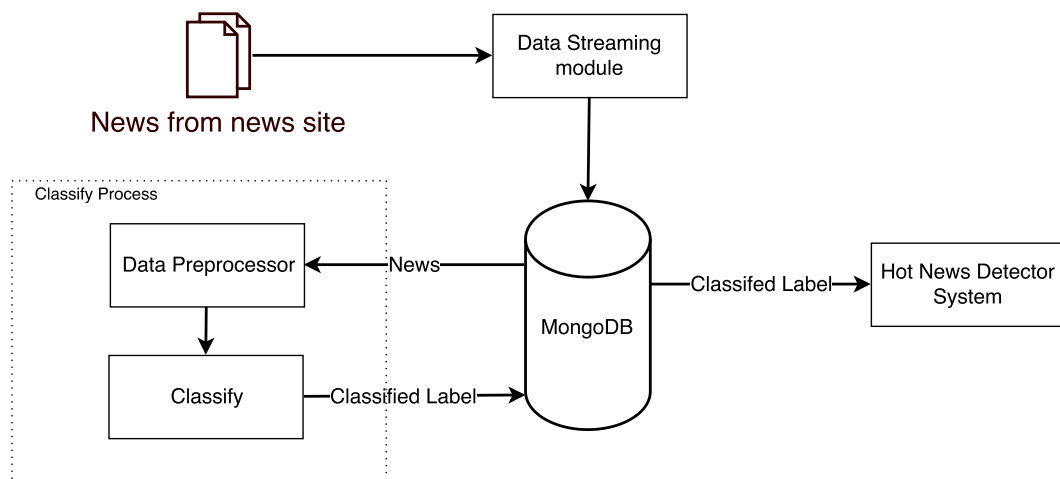 Data Streaming
module
News from news site
Classify Process
Data Preprocessor
News
Classifed Label
Hot News Detector
System
MongoDB
Classify
Classified Label